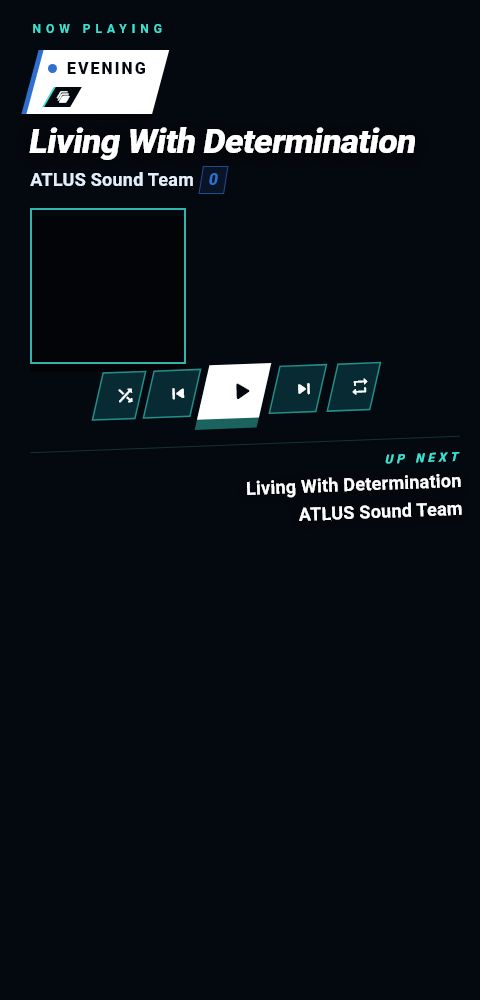 NOW PLAYING
EVENING
Living With Determination
ATLUS Sound Team 0
UP NEXT
Living With Determination
ATLUS Sound Team